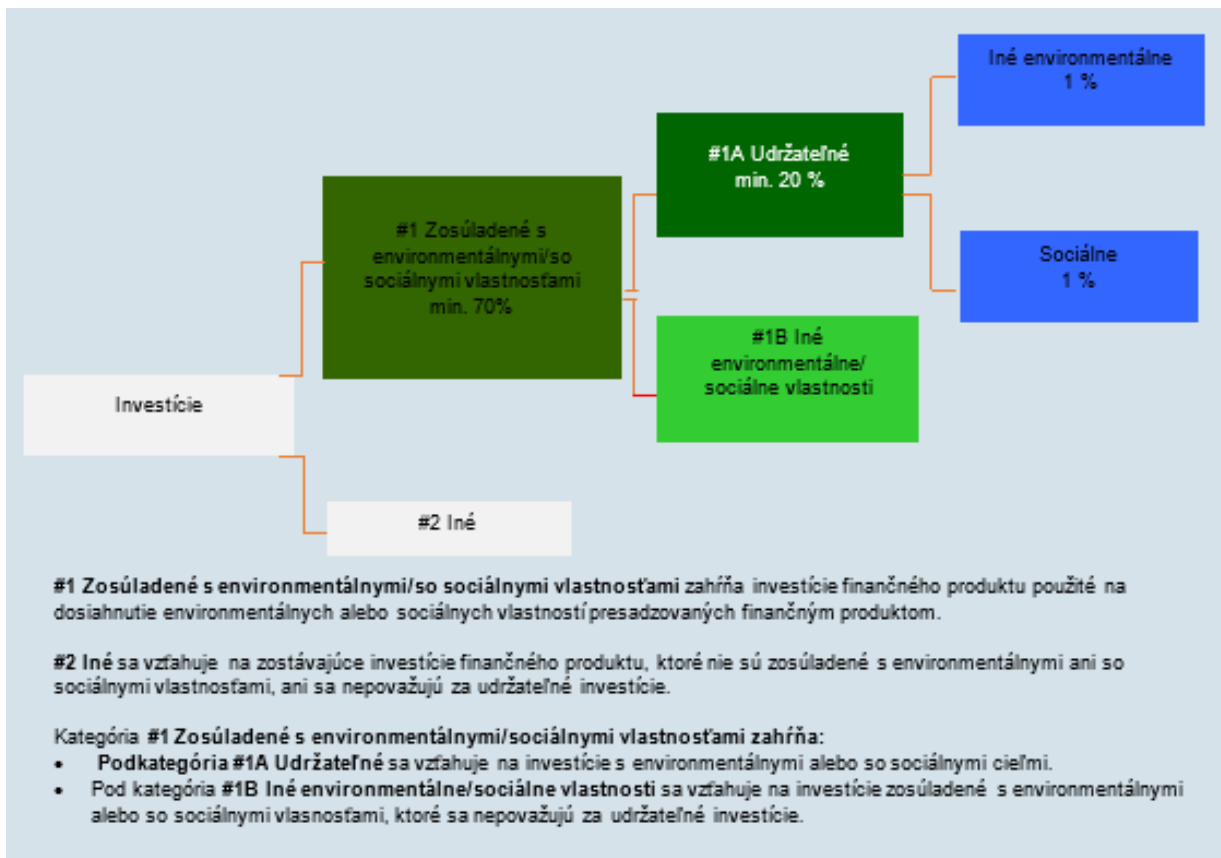 Iné environmentálne
1 %
#1A Udržateľné
min. 20 %
#1 Zosúladené s
environmentálnymi/so
sociálnymi vlastnosťami
min. 70%
Sociálne
1 %
#1B Iné
environmentálne/
sociálne vlastnosti
Investície
#2 Iné
#1 Zosúladené s environmentálnymi/so sociálnymi vlastnosťami zahŕňa investície finančného produktu použité na
dosiahnutie environmentálnych alebo sociálnych vlastností presadzovaných finančným produktom.
#2 Iné sa vzťahuje na zostávajúce investície finančného produktu, ktoré nie sú zosúladené s environmentálnymi ani so
sociálnymi vlastnosťami, ani sa nepovažujú za udržateľné investície.
Kategória #1 Zosúladené s environmentálnymi/sociálnymi vlastnosťami zahŕňa:
• Podkategória #1A Udržateľné sa vzťahuje na investície s environmentálnymi alebo so sociálnymi cieľmi.
• Pod kategória #1B Iné environmentálne/sociálne vlastnosti sa vzťahuje na investície zosúladené s environmentálnymi
alebo so sociálnymi vlasnosťami, ktoré sa nepovažujú za udržateľné investície.